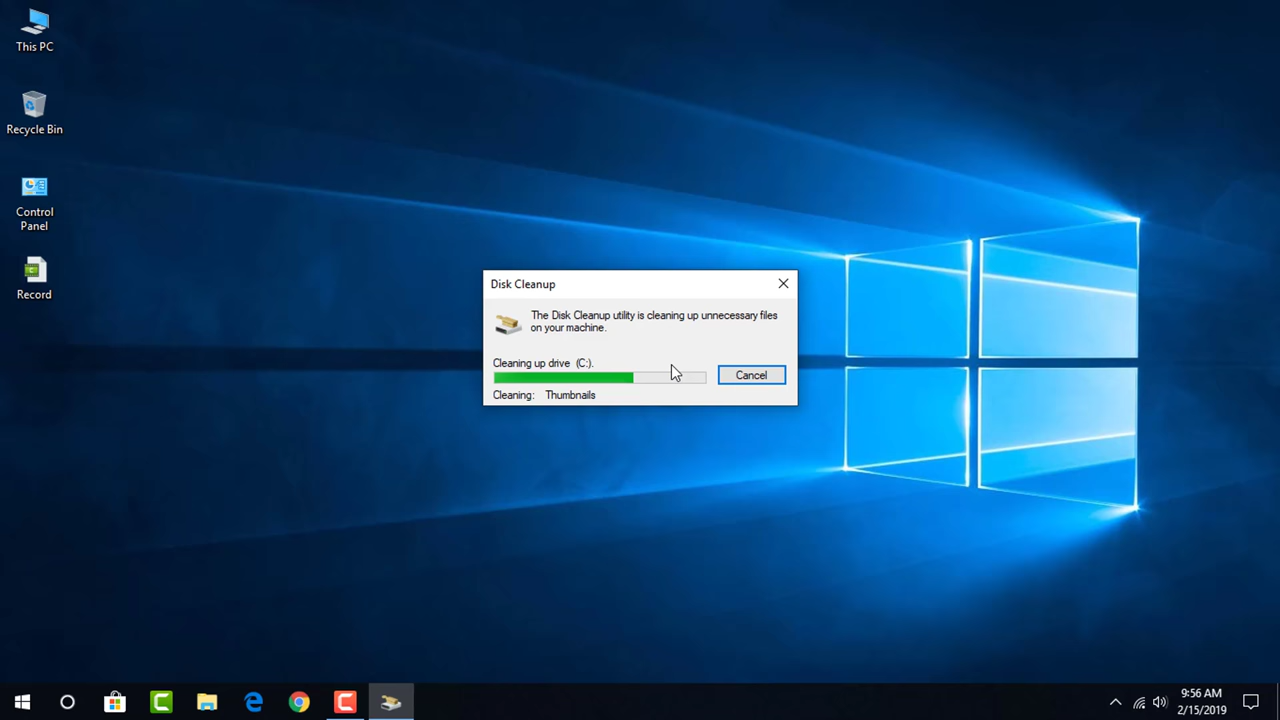 This PC
Recycle Bin
Control
Panel
Record
Disk Cleanup
The Disk Cleanup utility is cleaning up unnecessary files
on your machine.
Cleaning up drive (C:).
Cancel
Cleaning: Thumbnails
9:56 AM
2/15/2019